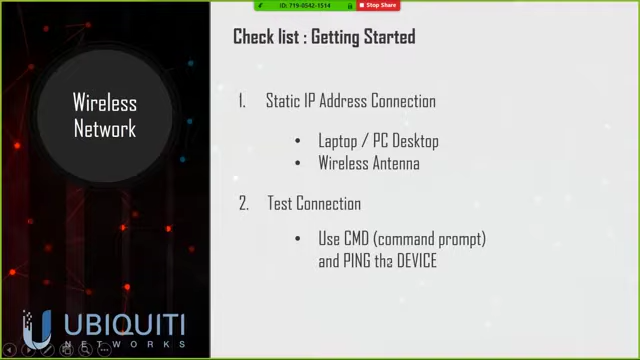 ID: 719-0542-1514
Stop Share
Check list : Getting Started
Wireless
Network
1. Static IP Address Connection
• Laptop / PC Desktop
• Wireless Antenna
2. Test Connection
• Use CMD (command prompt)
and PING tha DEVICE
UBIQUITI
NETWORKS